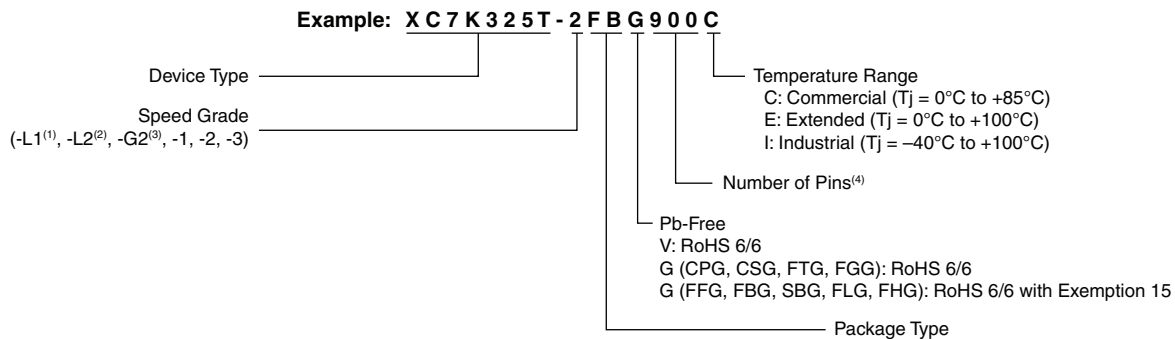 Example: XC7K325T-2FBG900C
Device Type
Speed Grade
(-L1(1), -L2(2), -G2(3), -1, -2, -3)
Temperature Range
C: Commercial (Tj = 0°C to +85°C)
E: Extended (Tj = 0°C to +100°C)
I: Industrial (Tj = –40°C to +100°C)
Number of Pins(4)
Pb-Free
V: RoHS 6/6
G (CPG, CSG, FTG, FGG): RoHS 6/6
G (FFG, FBG, SBG, FLG, FHG): RoHS 6/6 with Exemption 15
Package Type